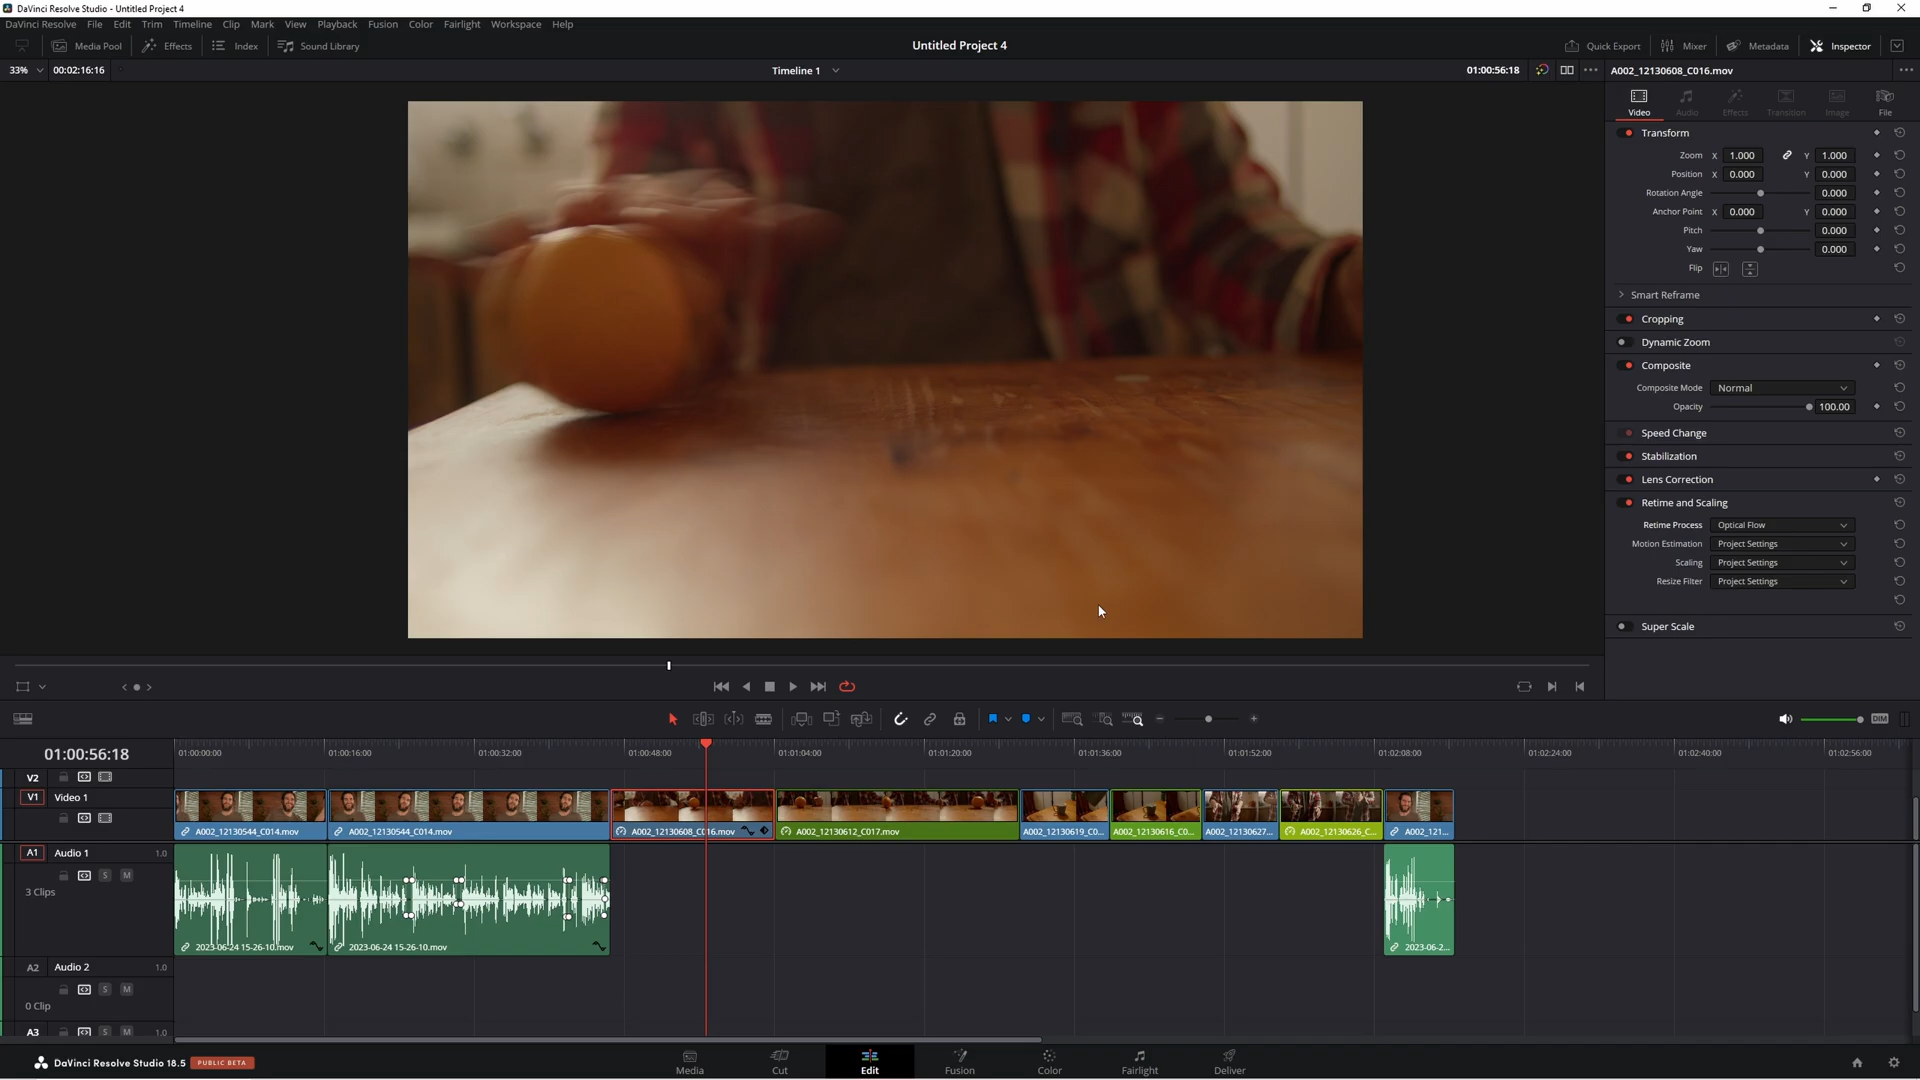 DaVinci Resolve Studio - Untitled Project 4
DaVinci Resolve File Edit Trim Timeline Clip Mark View Playback Fusion Color Fairlight Workspace Help
Media Pool Effects Index Sound Library Untitled Project 4 Quick Export Mixer Metadata Inspector
33% 00:02:16:16 Timeline 1 01:00:56:18 A002_12130608_C016.mov
Video Audio Effects Transition Image File
Transform
Zoom X 1.000 Y 1.000
Position X 0.000 Y 0.000
Rotation Angle 0.000
Anchor Point X 0.000 Y 0.000
Pitch 0.000
Yaw 0.000
Flip
Smart Reframe
Cropping
Dynamic Zoom
Composite
Composite Mode Normal
Opacity 100.00
Speed Change
Stabilization
Lens Correction
Retime and Scaling
Retime Process Optical Flow
Motion Estimation Project Settings
Scaling Project Settings
Resize Filter Project Settings
Super Scale
DIM
01:00:56:18 01:00:00:00 01:00:16:00 01:00:32:00 01:00:48:00 01:01:04:00 01:01:20:00 01:01:36:00 01:01:52:00 01:02:08:00 01:02:24:00 01:02:40:00 01:02:56:00
V2
V1 Video 1
A002_12130544_C014.mov A002_12130544_C014.mov A002_12130608_C016.mov A002_12130612_C017.mov A002_12130619_C0... A002_12130616_C0... A002_12130627... A002_12130626_C... A002_121...
A1 Audio 1 1.0
S M
3 Clips
2023-06-24 15-26-10.mov 2023-06-24 15-26-10.mov 2023-06-2...
A2 Audio 2 1.0
S M
0 Clip
A3 S M 1.0
DaVinci Resolve Studio 18.5 PUBLIC BETA Media Cut Edit Fusion Color Fairlight Deliver